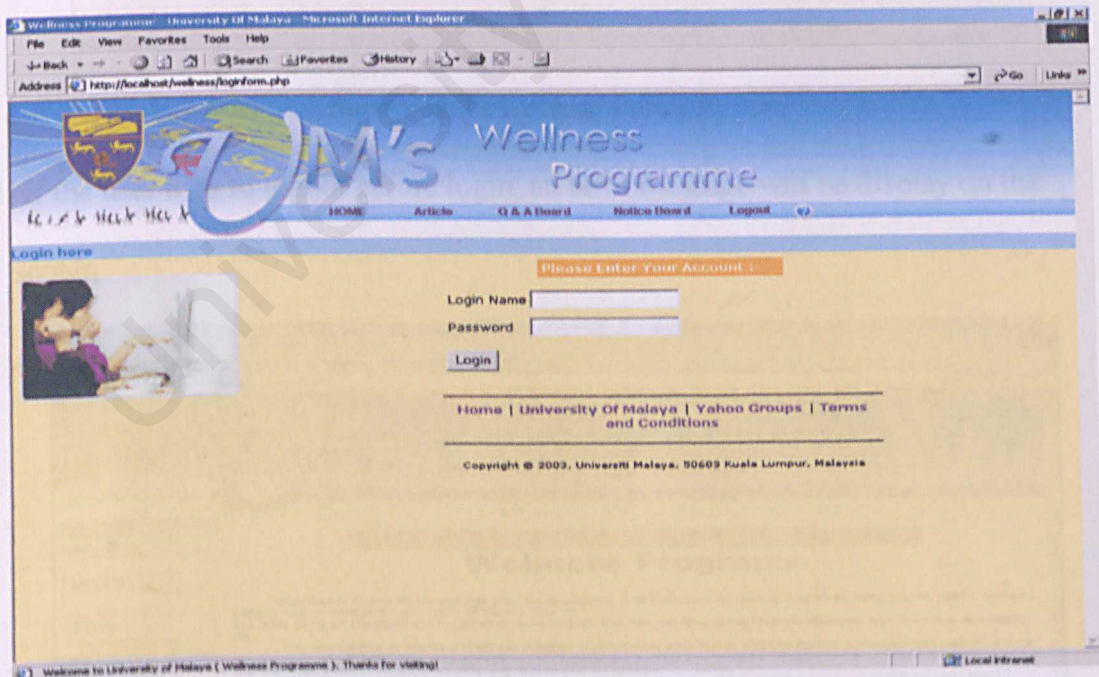 Wellness Programme - University Of Malaya - Microsoft Internet Explorer
File Edit View Favorites Tools Help
Back Search Favorites History
Address http://localhost/wellness/loginform.php Go Links »
UM's Wellness
Programme
HOME Article Q & A Board Notice Board Logout
Login here
Please Enter Your Account :
Login Name
Password
Login
Home | University Of Malaya | Yahoo Groups | Terms
and Conditions
Copyright © 2003, Universiti Malaya, 50603 Kuala Lumpur, Malaysia
Welcome to University of Malaya ( Wellness Programme ). Thanks for visiting!
Local intranet
University